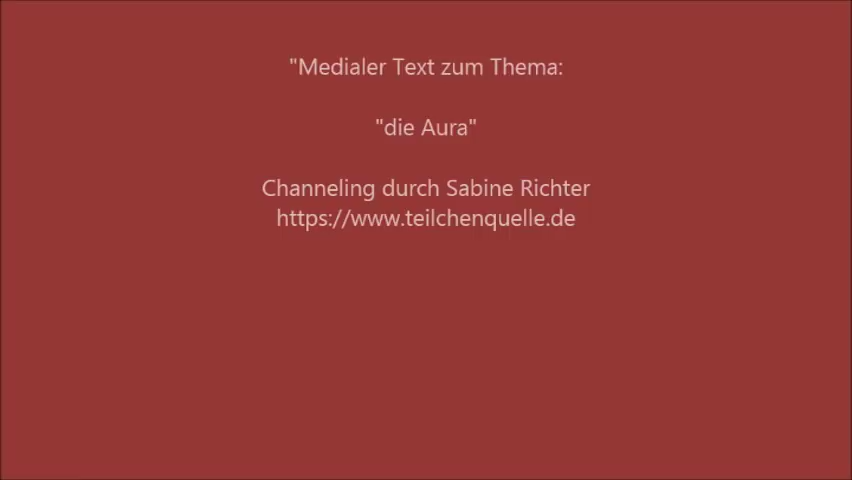 "Medialer Text zum Thema:
"die Aura"
Channeling durch Sabine Richter
https://www.teilchenquelle.de